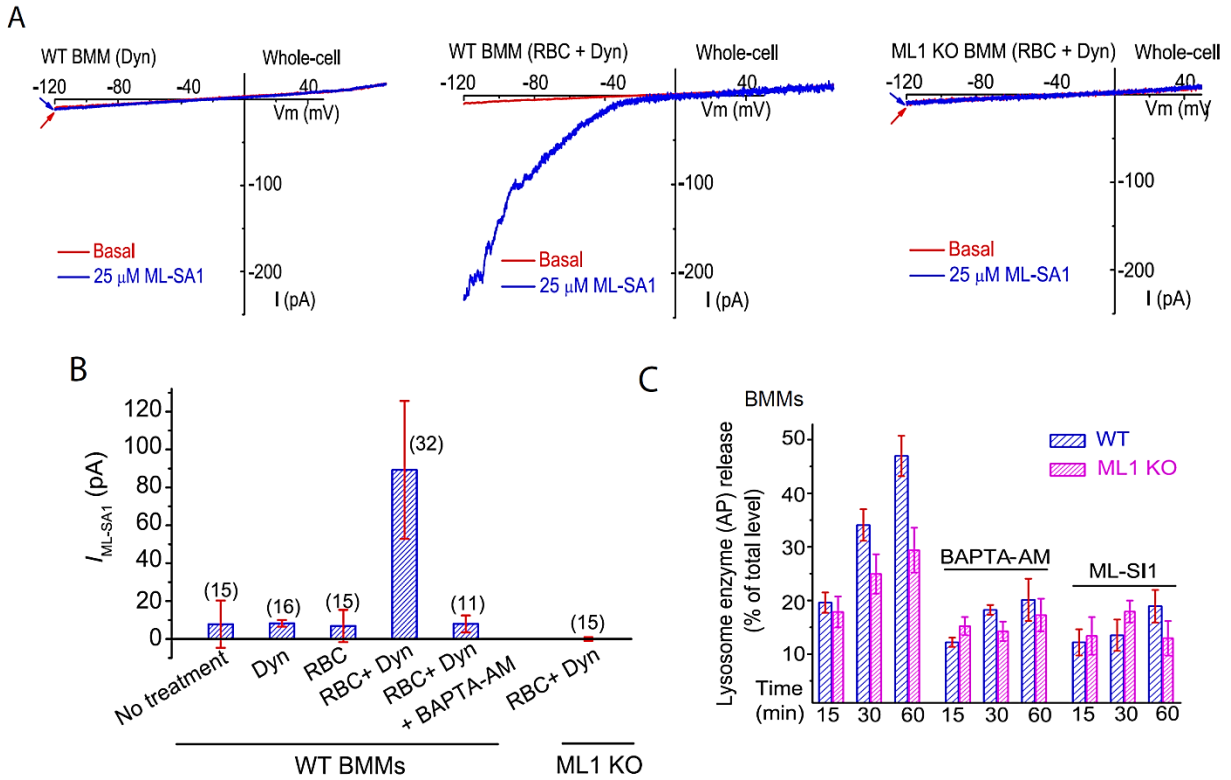 A
WT BMM (Dyn)
Whole-cell
-120
-80
-40
40
Vm (mV)
-100
-200
I (pA)
Basal
25 μM ML-SA1
WT BMM (RBC + Dyn)
Whole-cell
-120
-80
-40
40
Vm (mV)
-100
-200
I (pA)
Basal
25 μM ML-SA1
ML1 KO BMM (RBC + Dyn)
Whole-cell
-120
-80
-40
40
Vm (mV)
-100
-200
I (pA)
Basal
25 μM ML-SA1
B
I ML-SA1 (pA)
120
100
80
60
40
20
0
(15)
(16)
(15)
(32)
(11)
(15)
No treatment
Dyn
RBC
RBC+ Dyn
RBC+ Dyn
+ BAPTA-AM
RBC+ Dyn
WT BMMs
ML1 KO
C
BMMs
Lysosome enzyme (AP) release
(% of total level)
50
40
30
20
10
WT
ML1 KO
BAPTA-AM
ML-SI1
Time
(min)
15 30 60 15 30 60 15 30 60